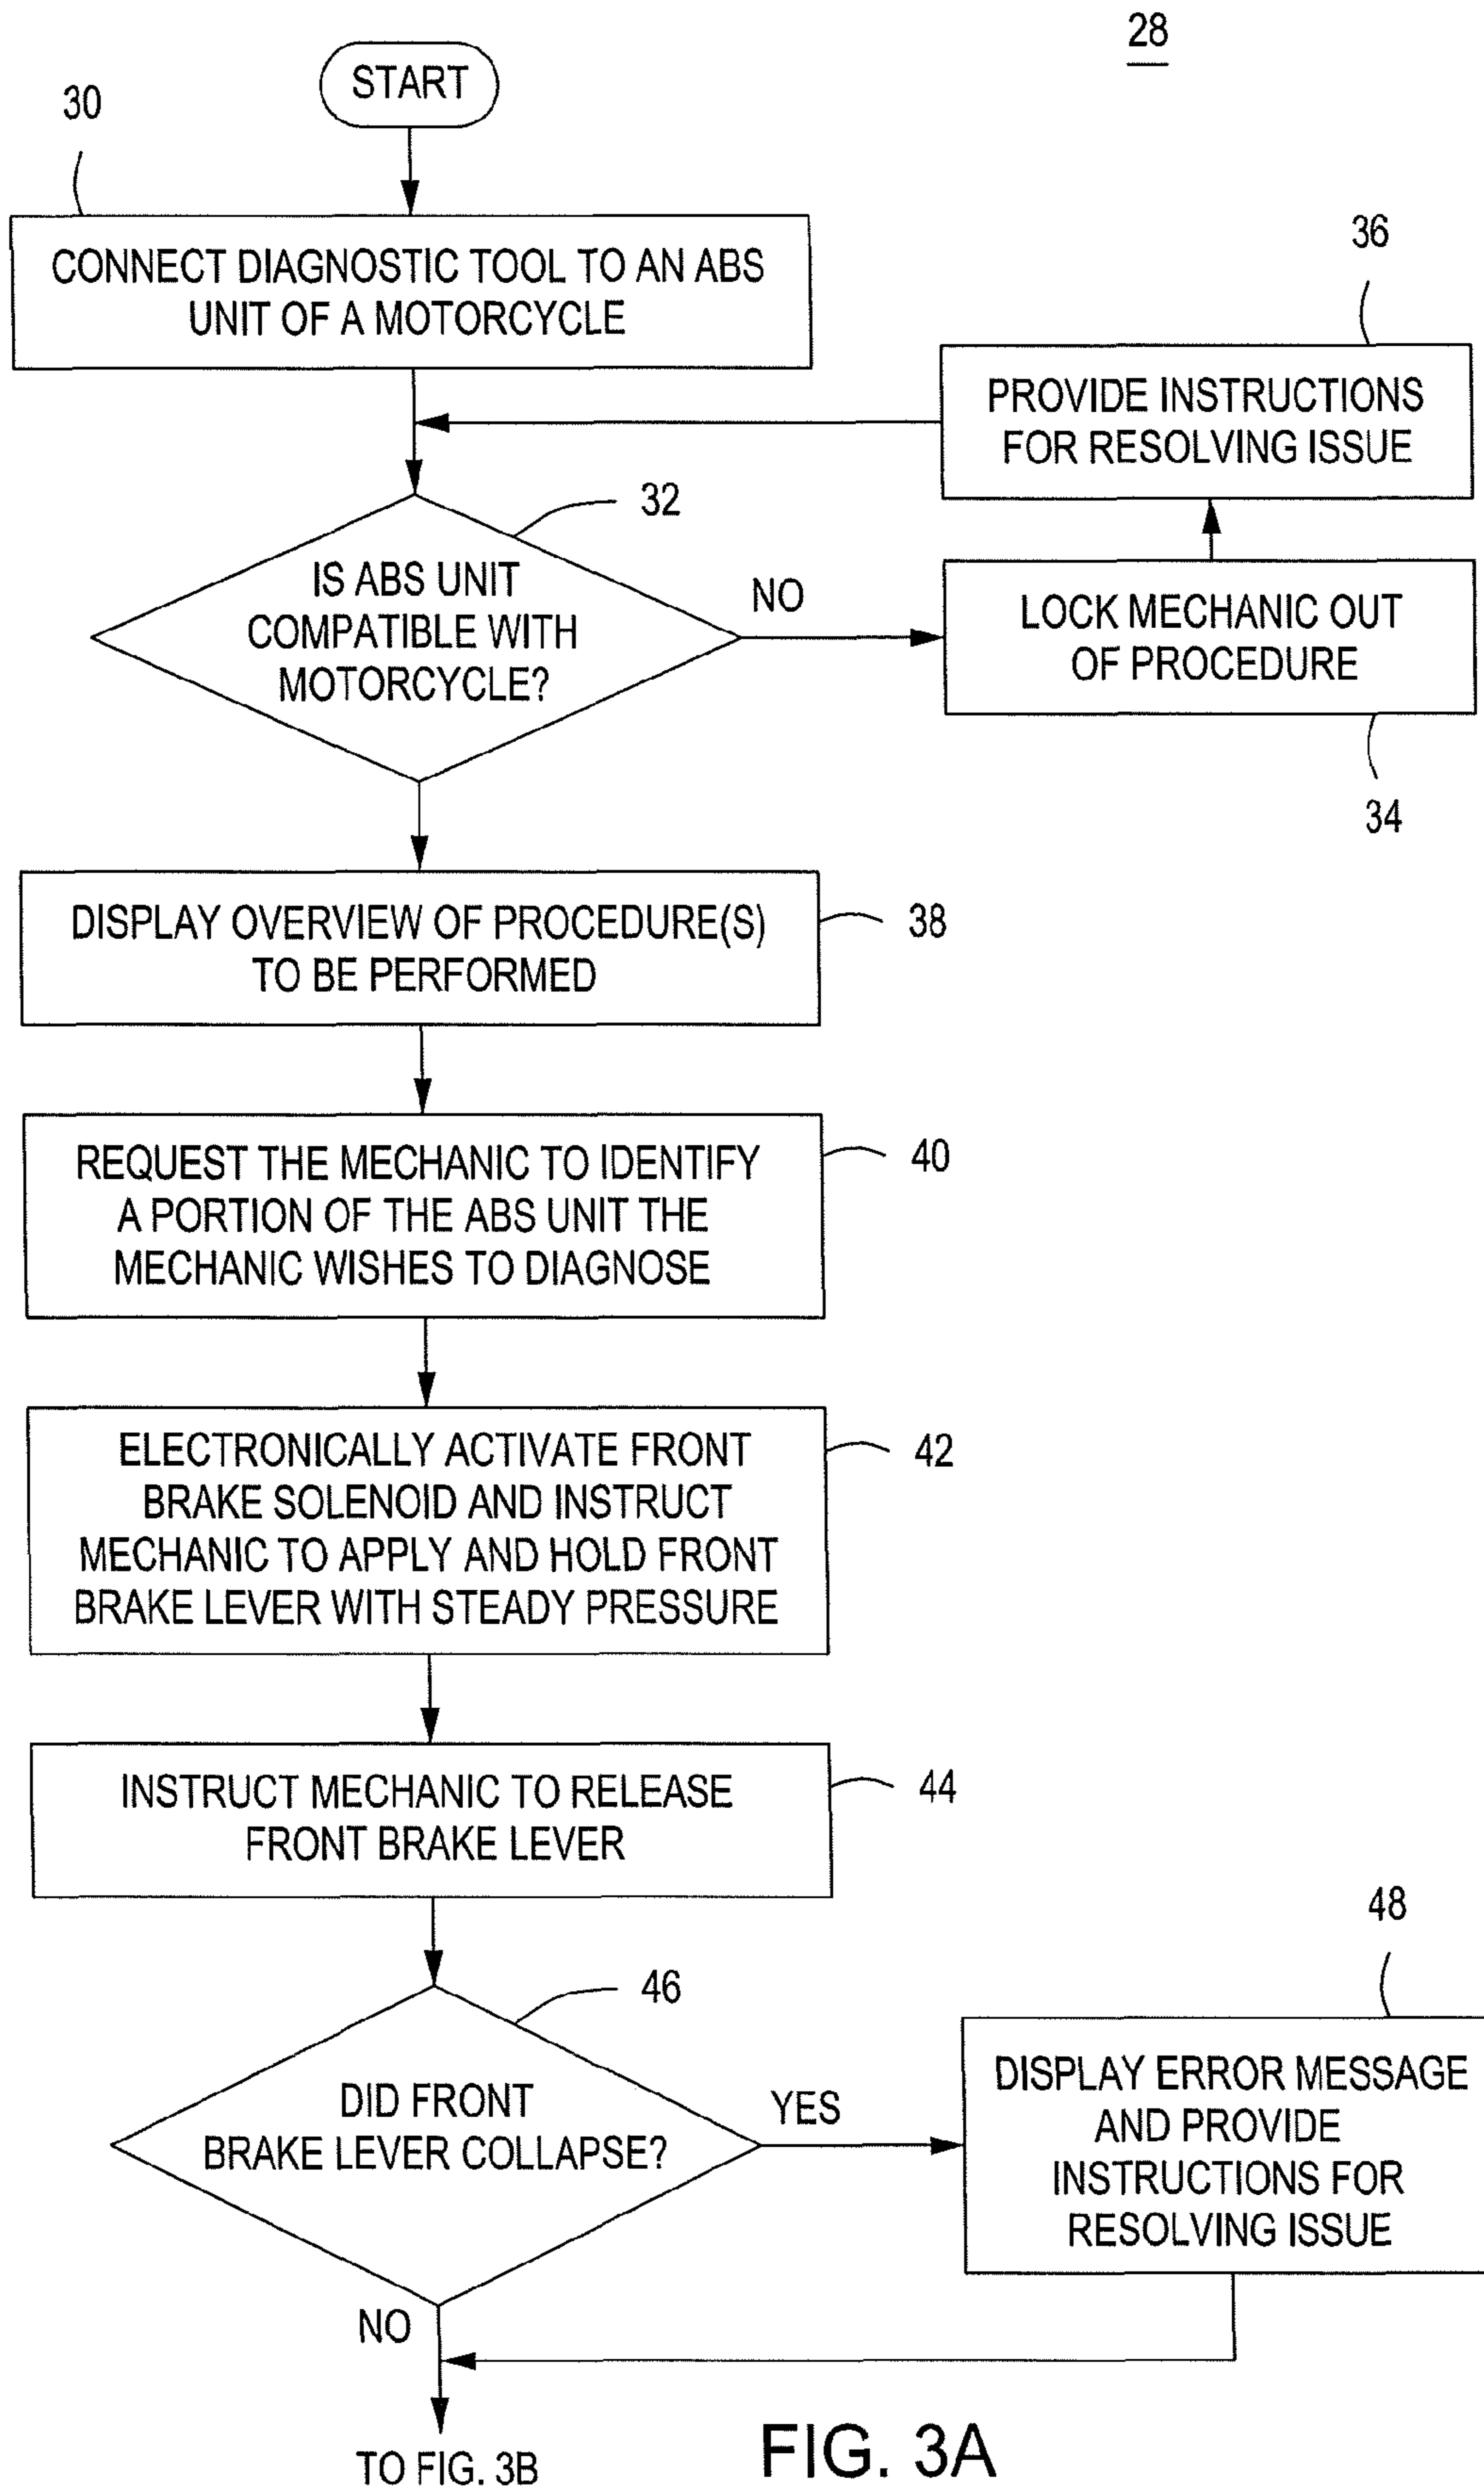 28
START
30
CONNECT DIAGNOSTIC TOOL TO AN ABS
UNIT OF A MOTORCYCLE
36
PROVIDE INSTRUCTIONS
FOR RESOLVING ISSUE
32
IS ABS UNIT
COMPATIBLE WITH
MOTORCYCLE?
NO
LOCK MECHANIC OUT
OF PROCEDURE
34
DISPLAY OVERVIEW OF PROCEDURE(S)
TO BE PERFORMED
38
REQUEST THE MECHANIC TO IDENTIFY
A PORTION OF THE ABS UNIT THE
MECHANIC WISHES TO DIAGNOSE
40
ELECTRONICALLY ACTIVATE FRONT
BRAKE SOLENOID AND INSTRUCT
MECHANIC TO APPLY AND HOLD FRONT
BRAKE LEVER WITH STEADY PRESSURE
42
INSTRUCT MECHANIC TO RELEASE
FRONT BRAKE LEVER
44
46
DID FRONT
BRAKE LEVER COLLAPSE?
YES
48
DISPLAY ERROR MESSAGE
AND PROVIDE
INSTRUCTIONS FOR
RESOLVING ISSUE
NO
TO FIG. 3B
FIG. 3A